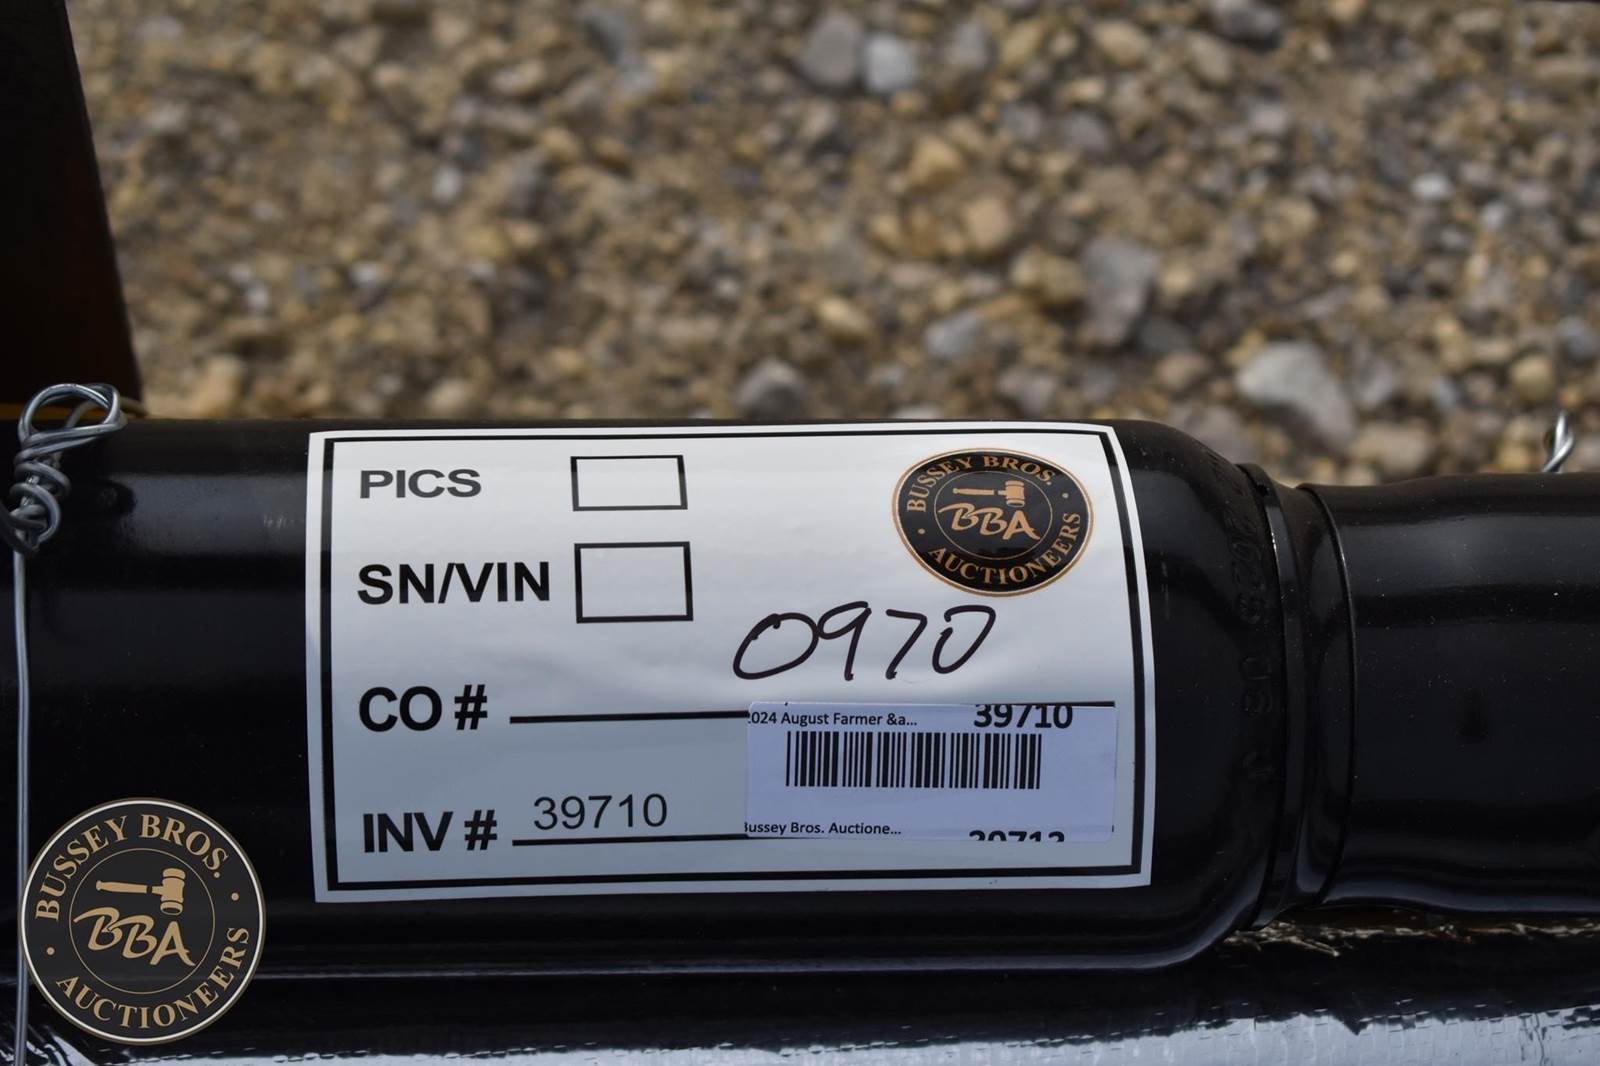 PICS
BUSSEY BROS.
BBA
AUCTIONEERS
SN/VIN
0970
CO #
2024 August Farmer &a... 39710
INV # 39710
Bussey Bros. Auctione... 39712
BUSSEY BROS.
BBA
AUCTIONEERS